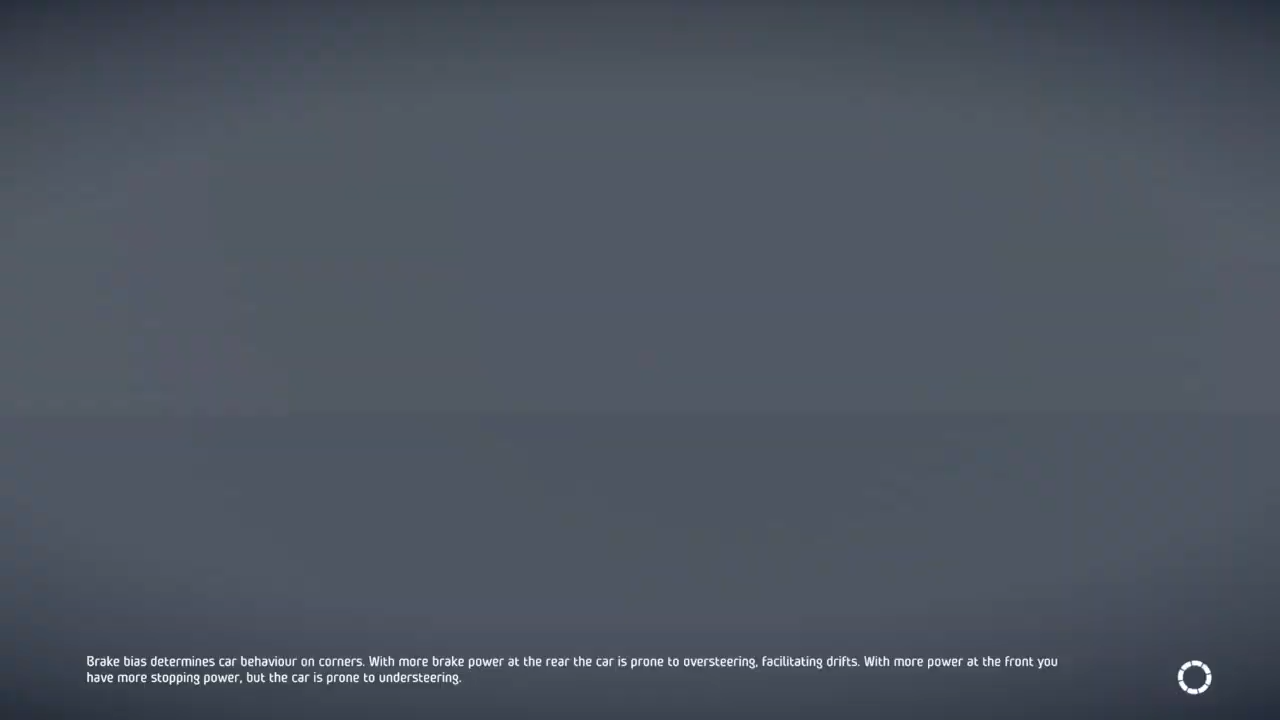 Brake bias determines car behaviour on corners. With more brake power at the rear the car is prone to oversteering, facilitating drifts. With more power at the front you
have more stopping power, but the car is prone to understeering.